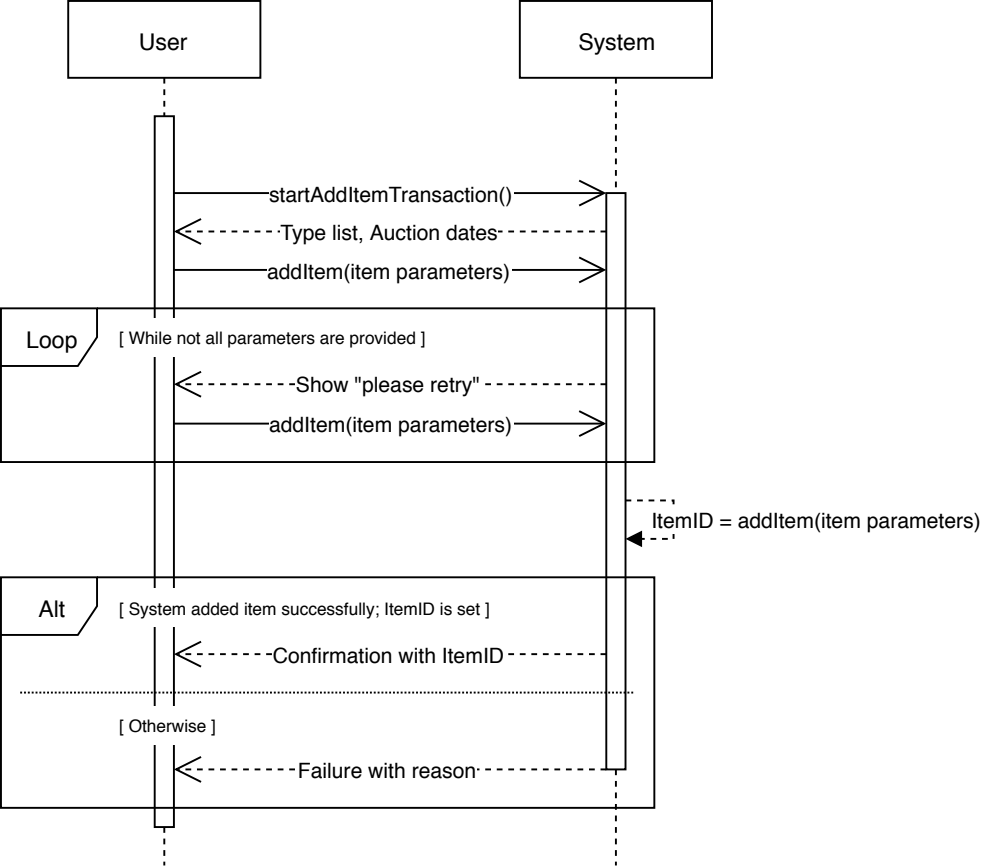 User
System
startAddItemTransaction()
Type list, Auction dates
addItem(item parameters)
Loop
[ While not all parameters are provided ]
Show "please retry"
addItem(item parameters)
ItemID = addItem(item parameters)
Alt
[ System added item successfully; ItemID is set ]
Confirmation with ItemID
[ Otherwise ]
Failure with reason